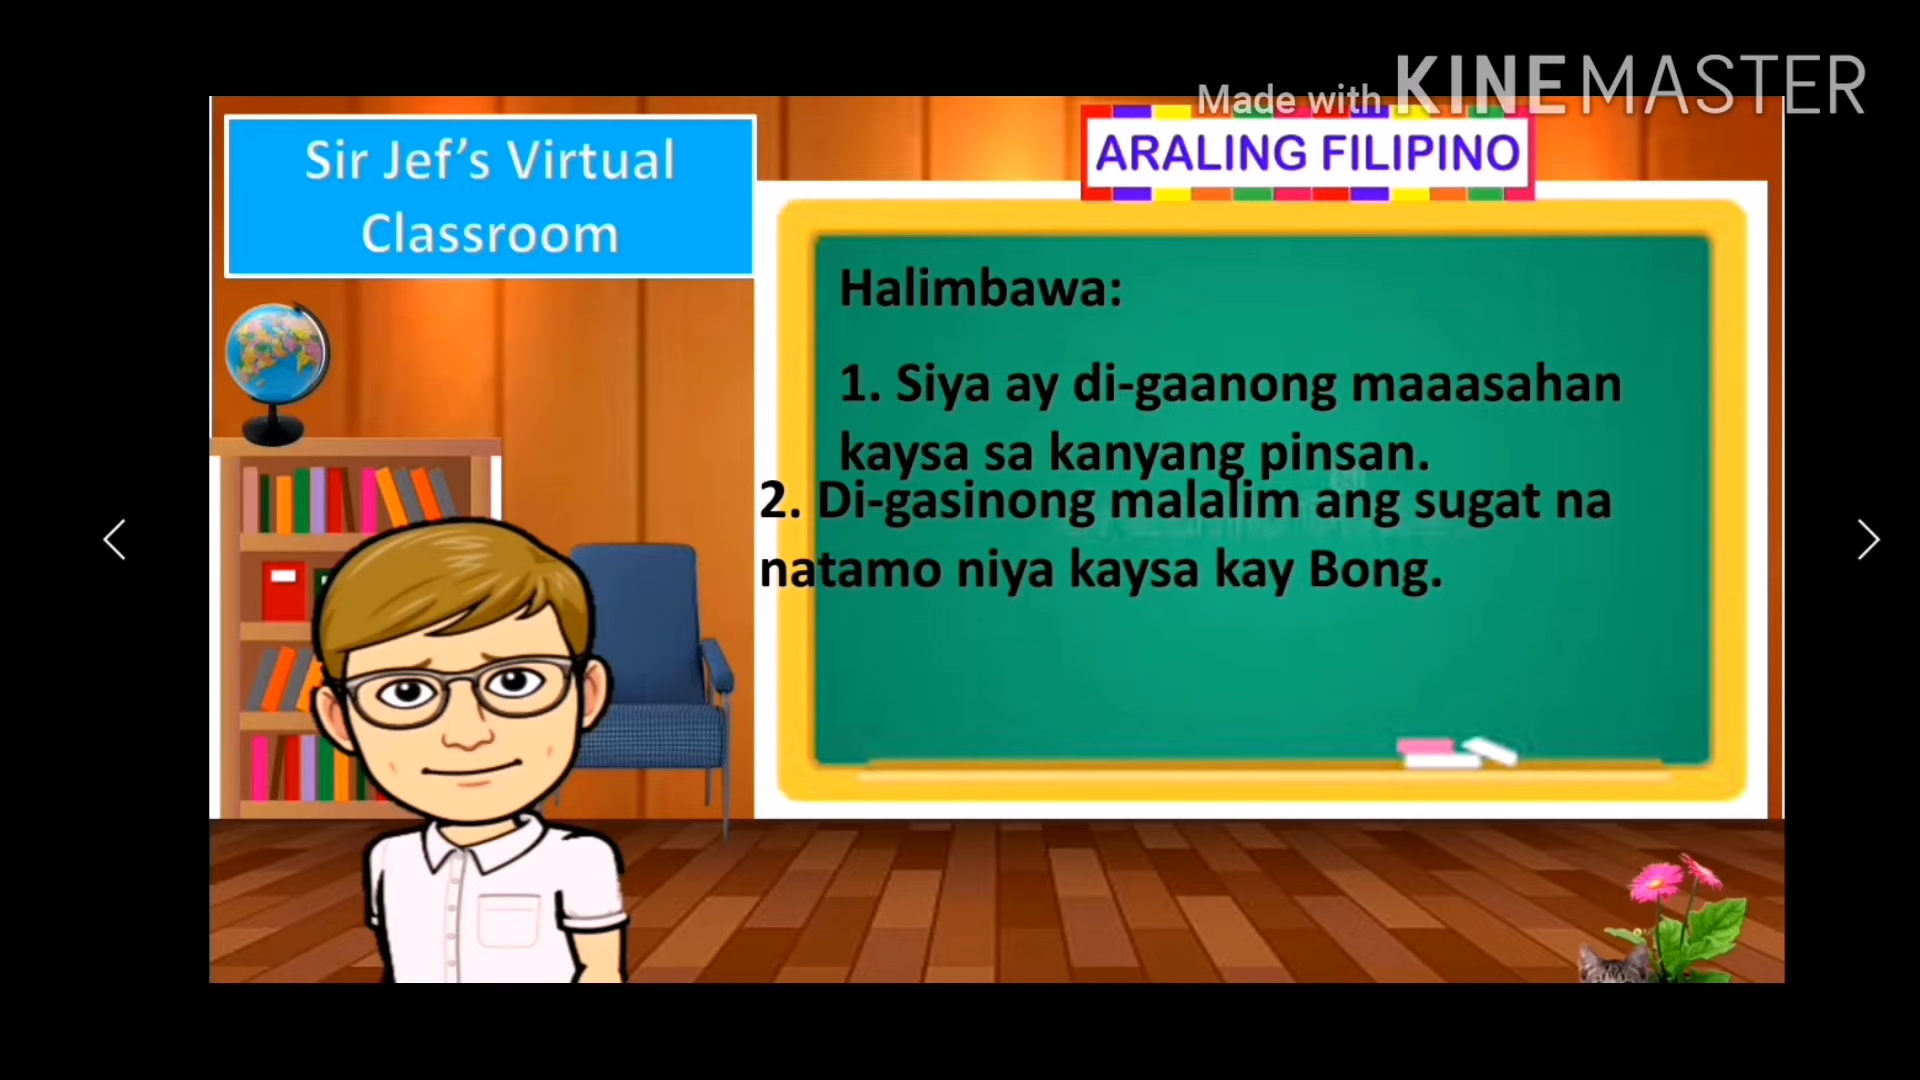 Made with KINEMASTER
Sir Jef's Virtual
Classroom
ARALING FILIPINO
Halimbawa:
1. Siya ay di-gaanong maaasahan
kaysa sa kanyang pinsan.
2. Di-gasinong malalim ang sugat na
natamo niya kaysa kay Bong.